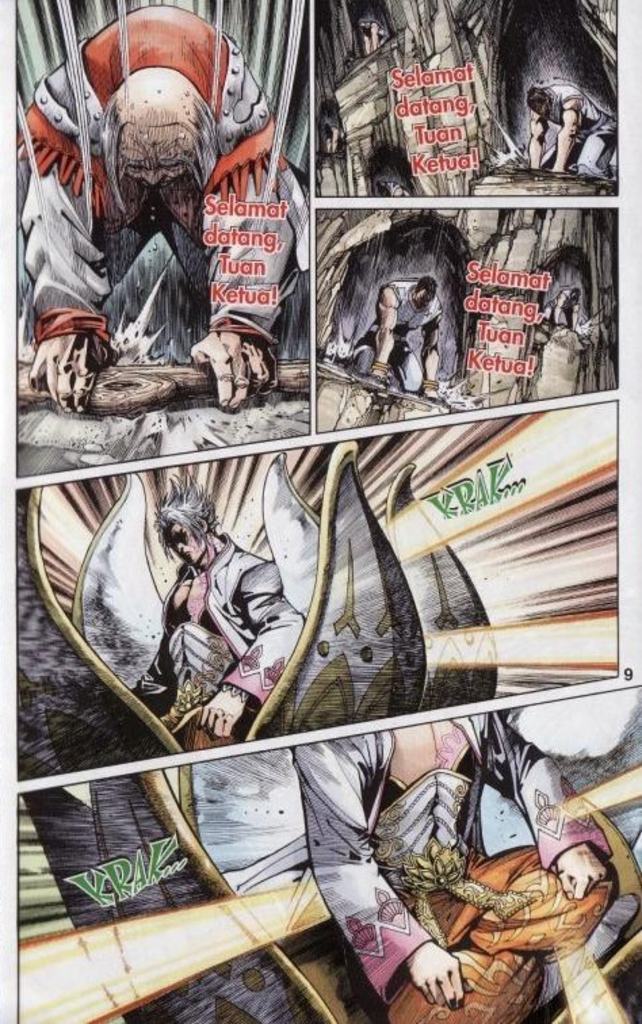 Selamat
datang,
Tuan
Ketua!
Selamat
datang,
Tuan
Ketua!
Selamat
datang,
Tuan
Ketua!
KRAK...
9
KRAK...